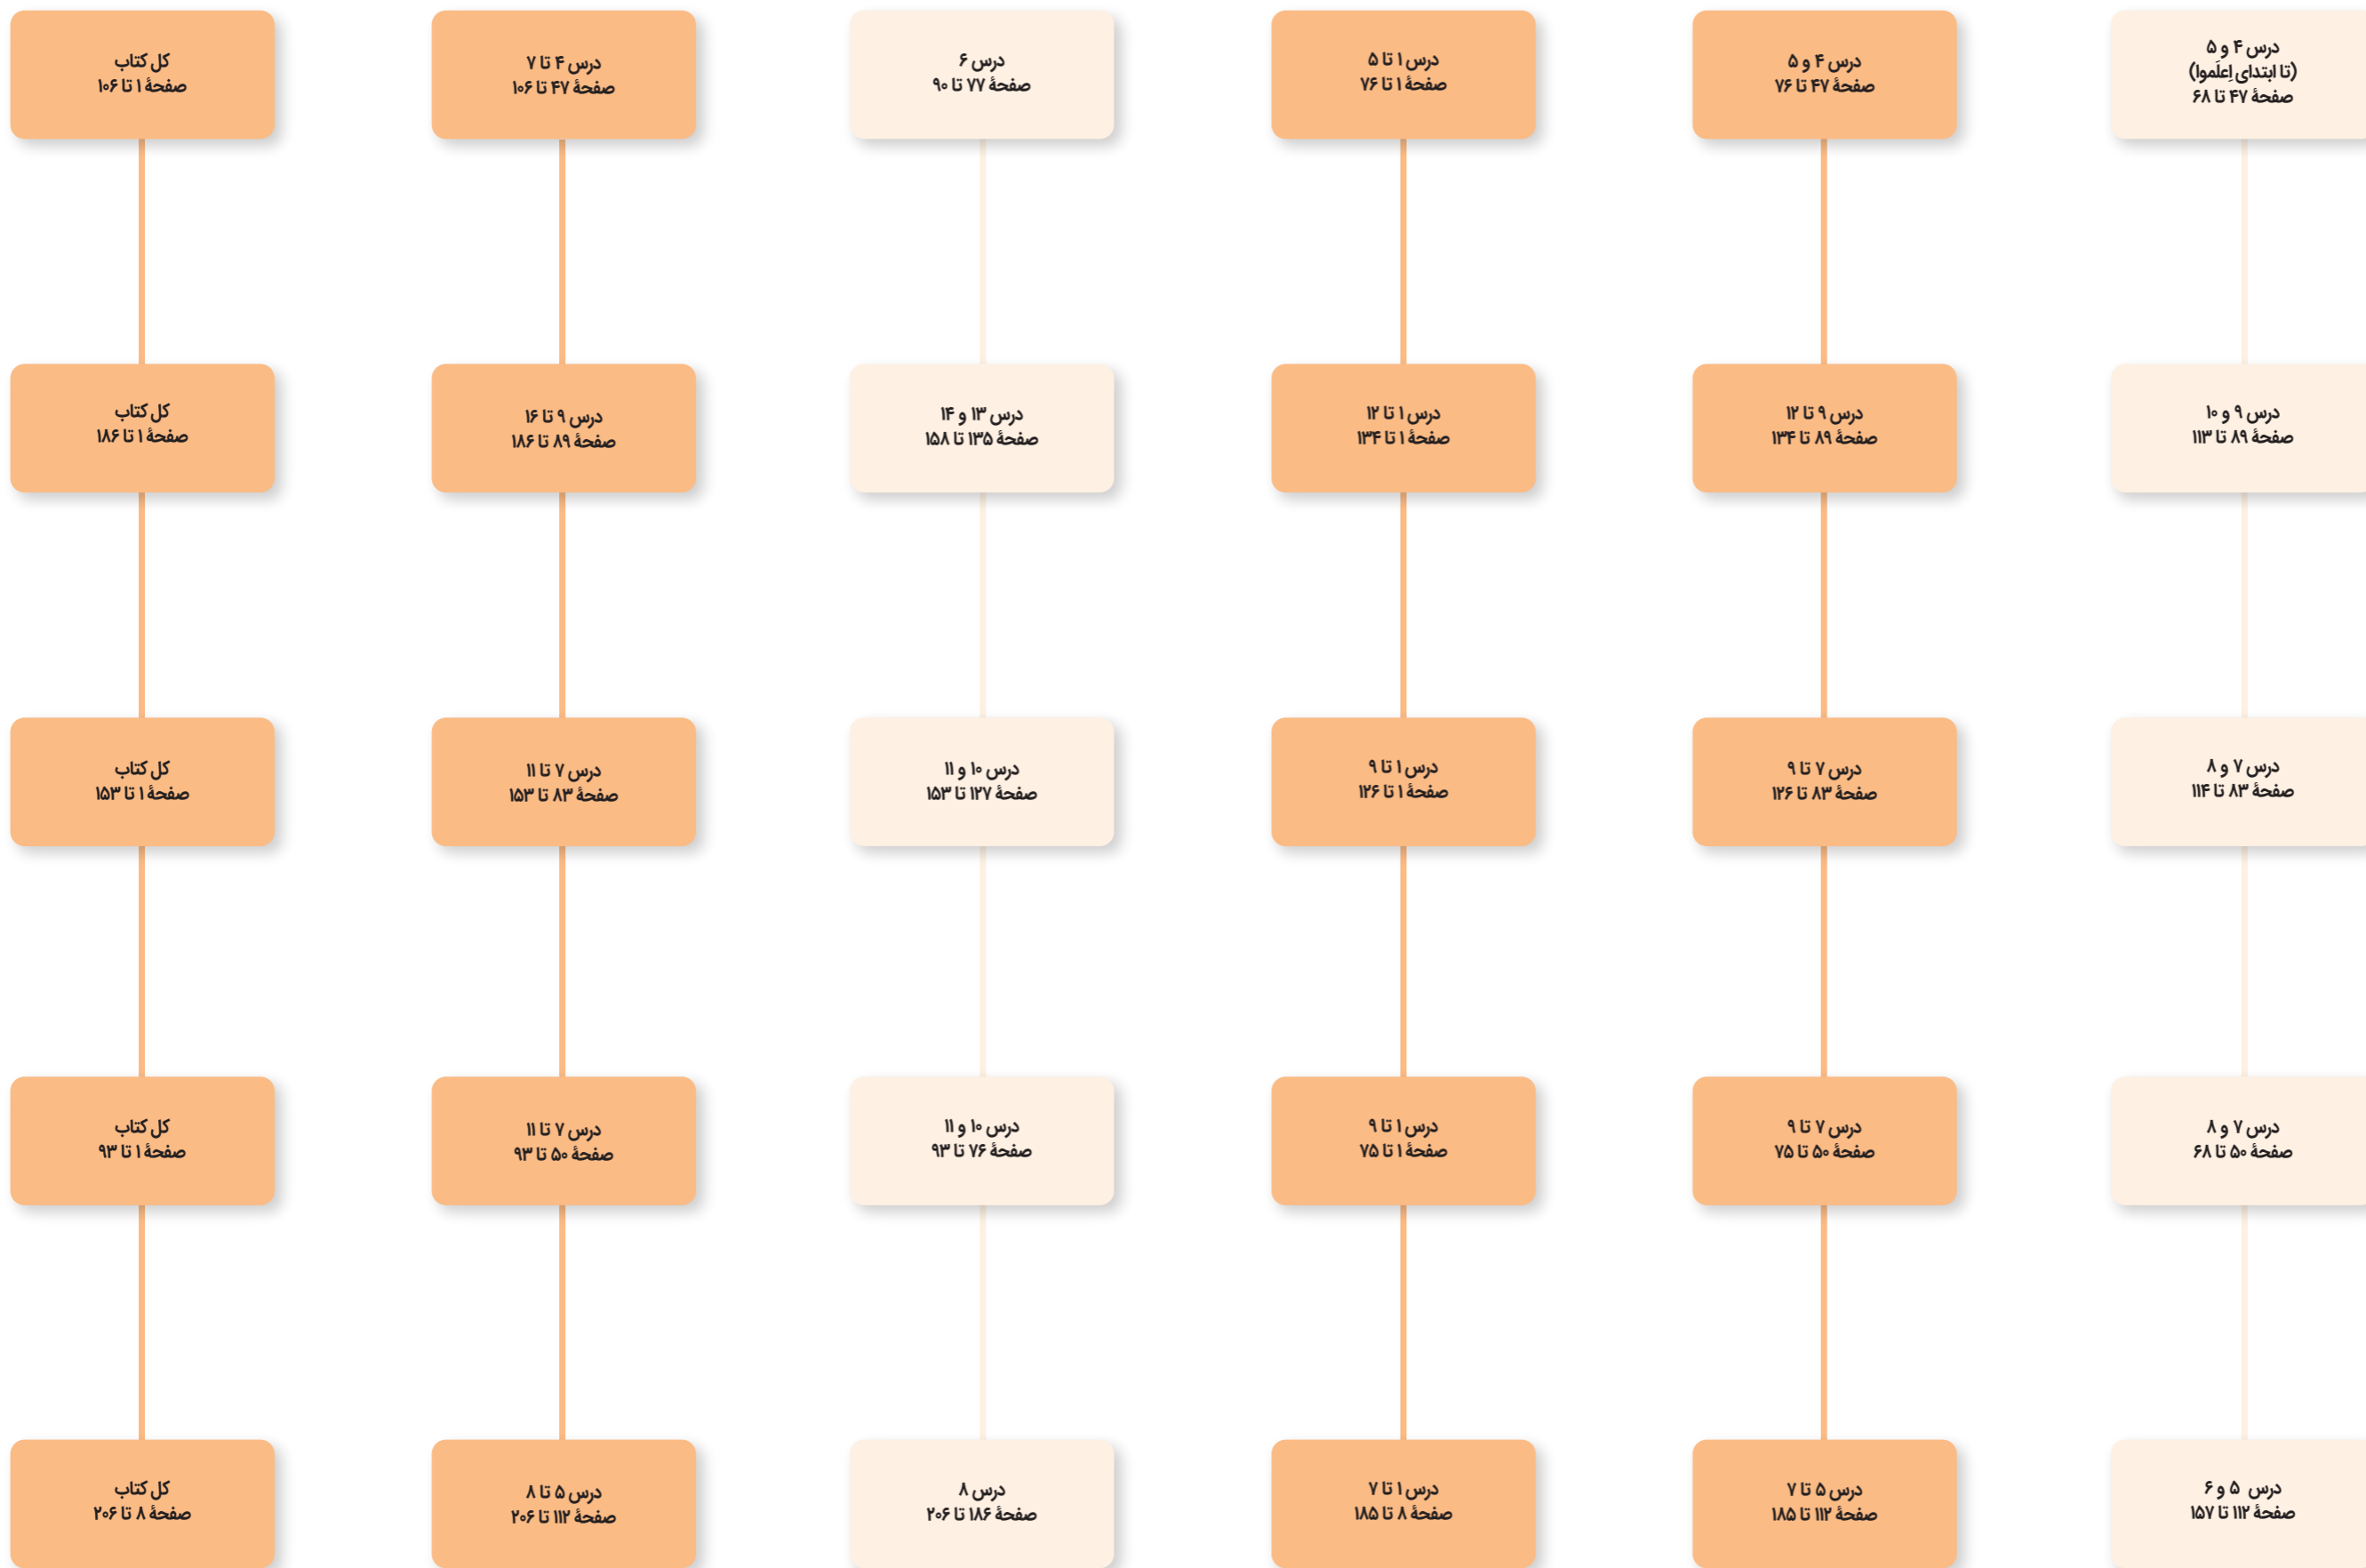 درس ۴ و ۵
(تا ابتدای اِعلَموا)
صفحهٔ ۴۷ تا ۶۸
درس ۴ و ۵
صفحهٔ ۴۷ تا ۷۶
درس ۱ تا ۵
صفحهٔ ۱ تا ۷۶
درس ۶
صفحهٔ ۷۷ تا ۹۰
درس ۴ تا ۷
صفحهٔ ۴۷ تا ۱۰۶
کل کتاب
صفحهٔ ۱ تا ۱۰۶
درس ۹ و ۱۰
صفحهٔ ۸۹ تا ۱۱۳
درس ۹ تا ۱۲
صفحهٔ ۸۹ تا ۱۳۴
درس ۱ تا ۱۲
صفحهٔ ۱ تا ۱۳۴
درس ۱۳ و ۱۴
صفحهٔ ۱۳۵ تا ۱۵۸
درس ۹ تا ۱۶
صفحهٔ ۸۹ تا ۱۸۶
کل کتاب
صفحهٔ ۱ تا ۱۸۶
درس ۷ و ۸
صفحهٔ ۸۳ تا ۱۱۴
درس ۷ تا ۹
صفحهٔ ۸۳ تا ۱۲۶
درس ۱ تا ۹
صفحهٔ ۱ تا ۱۲۶
درس ۱۰ و ۱۱
صفحهٔ ۱۲۷ تا ۱۵۳
درس ۷ تا ۱۱
صفحهٔ ۸۳ تا ۱۵۳
کل کتاب
صفحهٔ ۱ تا ۱۵۳
درس ۷ و ۸
صفحهٔ ۵۰ تا ۶۸
درس ۷ تا ۹
صفحهٔ ۵۰ تا ۷۵
درس ۱ تا ۹
صفحهٔ ۱ تا ۷۵
درس ۱۰ و ۱۱
صفحهٔ ۷۶ تا ۹۳
درس ۷ تا ۱۱
صفحهٔ ۵۰ تا ۹۳
کل کتاب
صفحهٔ ۱ تا ۹۳
درس ۵ و ۶
صفحهٔ ۱۱۲ تا ۱۵۷
درس ۵ تا ۷
صفحهٔ ۱۱۲ تا ۱۸۵
درس ۱ تا ۷
صفحهٔ ۸ تا ۱۸۵
درس ۸
صفحهٔ ۱۸۶ تا ۲۰۶
درس ۵ تا ۸
صفحهٔ ۱۱۲ تا ۲۰۶
کل کتاب
صفحهٔ ۸ تا ۲۰۶